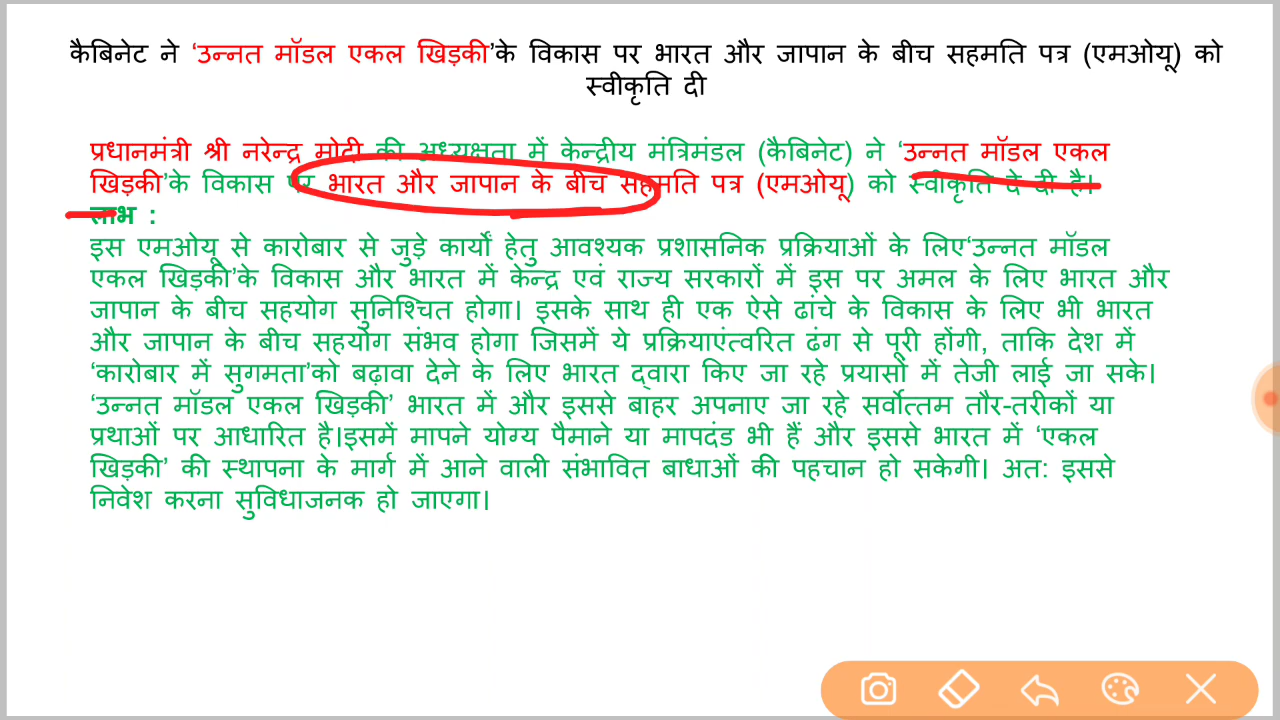 कैबिनेट ने ‘उन्नत मॉडल एकल खिड़की’के विकास पर भारत और जापान के बीच सहमति पत्र (एमओयू) को
स्वीकृति दी
प्रधानमंत्री श्री नरेन्द्र मोदी की अध्यक्षता में केन्द्रीय मंत्रिमंडल (कैबिनेट) ने ‘उन्नत मॉडल एकल
खिड़की’के विकास पर भारत और जापान के बीच सहमति पत्र (एमओयू) को स्वीकृति दे दी है।
लाभ :
इस एमओयू से कारोबार से जुड़े कार्यों हेतु आवश्यक प्रशासनिक प्रक्रियाओं के लिए‘उन्नत मॉडल
एकल खिड़की’के विकास और भारत में केन्द्र एवं राज्य सरकारों में इस पर अमल के लिए भारत और
जापान के बीच सहयोग सुनिश्चित होगा। इसके साथ ही एक ऐसे ढांचे के विकास के लिए भी भारत
और जापान के बीच सहयोग संभव होगा जिसमें ये प्रक्रियाएंत्वरित ढंग से पूरी होंगी, ताकि देश में
‘कारोबार में सुगमता’को बढ़ावा देने के लिए भारत द्वारा किए जा रहे प्रयासों में तेजी लाई जा सके।
‘उन्नत मॉडल एकल खिड़की’ भारत में और इससे बाहर अपनाए जा रहे सर्वोत्तम तौर-तरीकों या
प्रथाओं पर आधारित है।इसमें मापने योग्य पैमाने या मापदंड भी हैं और इससे भारत में ‘एकल
खिड़की’ की स्थापना के मार्ग में आने वाली संभावित बाधाओं की पहचान हो सकेगी। अत: इससे
निवेश करना सुविधाजनक हो जाएगा।